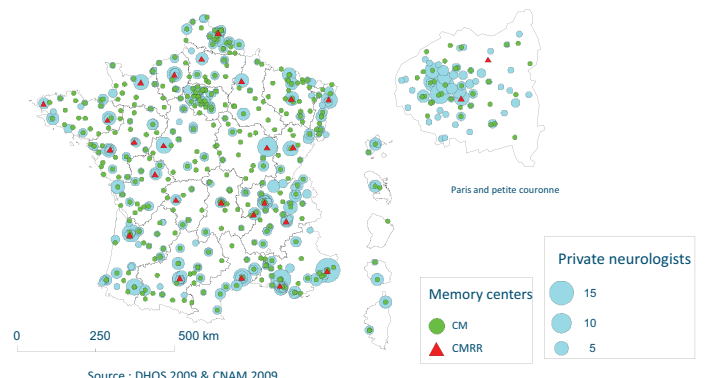 Paris and petite couronne
Private neurologists
15
10
5
Memory centers
CM
CMRR
0 250 500 km
Source : DHOS 2009 & CNAM 2009